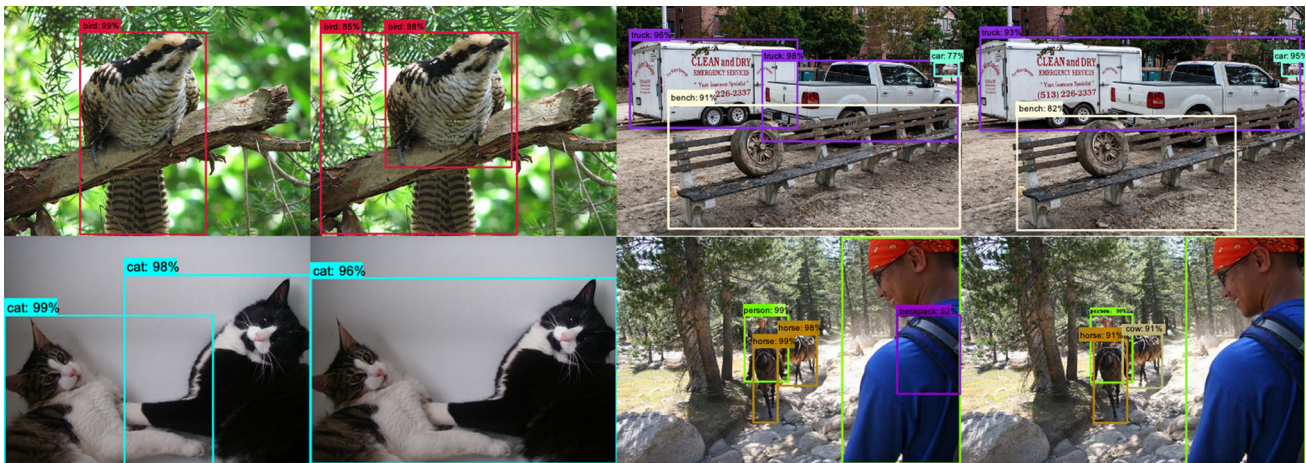 bird: 99%
bird: 85%
bird: 98%
truck: 96%
CLEAN and DRY
EMERGENCY SERVICES
226-2337
truck: 98%
car: 77%
bench: 91%
truck: 93%
CLEAN and DRY
EMERGENCY SERVICES
(513) 226-2337
car: 95%
bench: 82%
cat: 99%
cat: 98%
cat: 96%
person: 99%
horse: 98%
horse: 99%
backpack: 52%
person: 90%
horse: 91%
cow: 91%